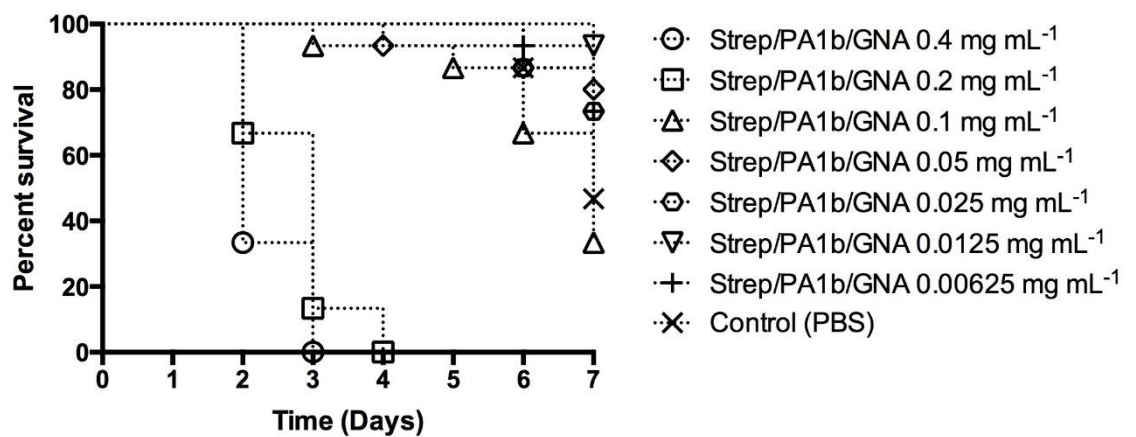 Percent survival
100
80
60
40
20
0
0 1 2 3 4 5 6 7
Time (Days)
Strep/PA1b/GNA 0.4 mg mL⁻¹
Strep/PA1b/GNA 0.2 mg mL⁻¹
Strep/PA1b/GNA 0.1 mg mL⁻¹
Strep/PA1b/GNA 0.05 mg mL⁻¹
Strep/PA1b/GNA 0.025 mg mL⁻¹
Strep/PA1b/GNA 0.0125 mg mL⁻¹
Strep/PA1b/GNA 0.00625 mg mL⁻¹
Control (PBS)